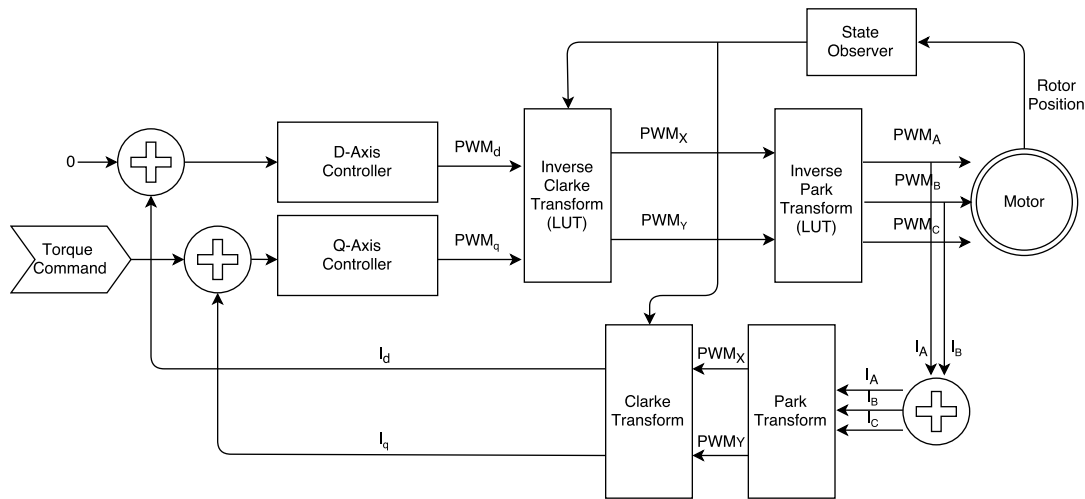 State
Observer
Rotor
Position
0
D-Axis
Controller
PWMd
Inverse
Clarke
Transform
(LUT)
PWMX
Inverse
Park
Transform
(LUT)
PWMA
PWMB
PWMC
Motor
Torque
Command
Q-Axis
Controller
PWMq
PWMY
Id
Iq
Clarke
Transform
PWMX
PWMY
Park
Transform
IA
IB
IA
IB
IC